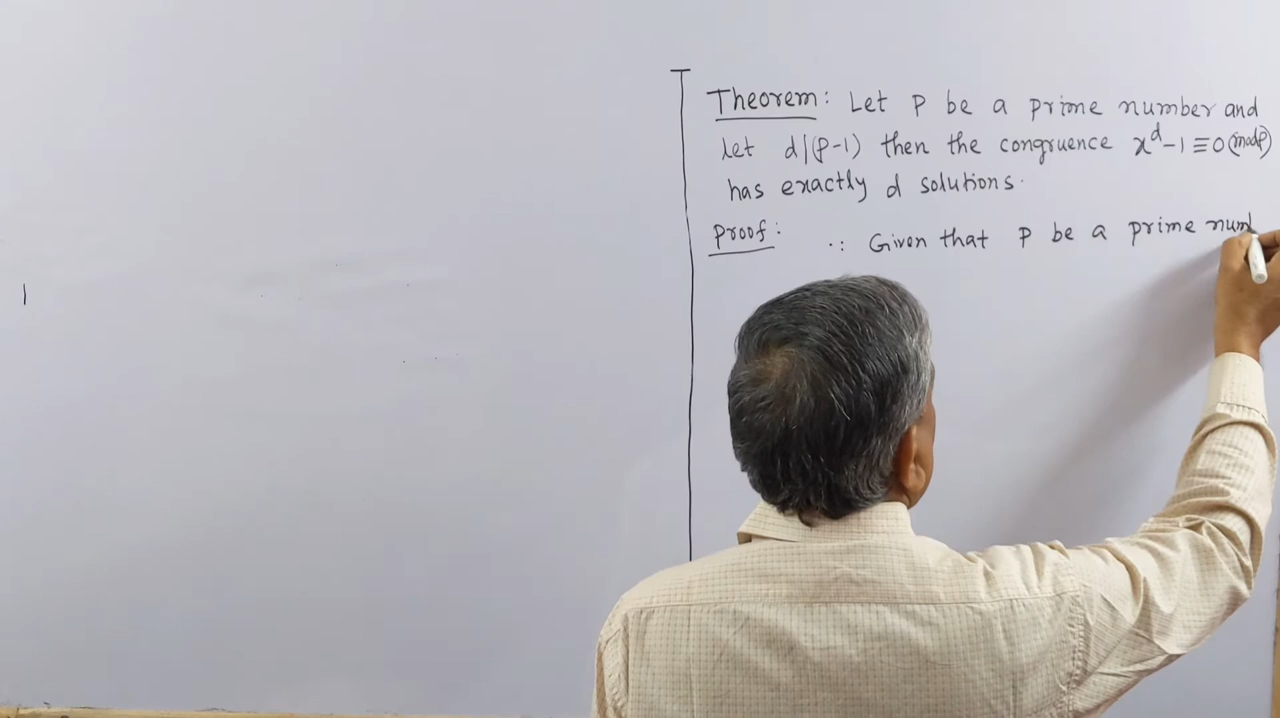 Theorem: Let P be a prime number and
let d|(p-1) then the congruence x^d - 1 ≡ 0 (mod p)
has exactly d solutions.
Proof: ∵ Given that P be a prime num